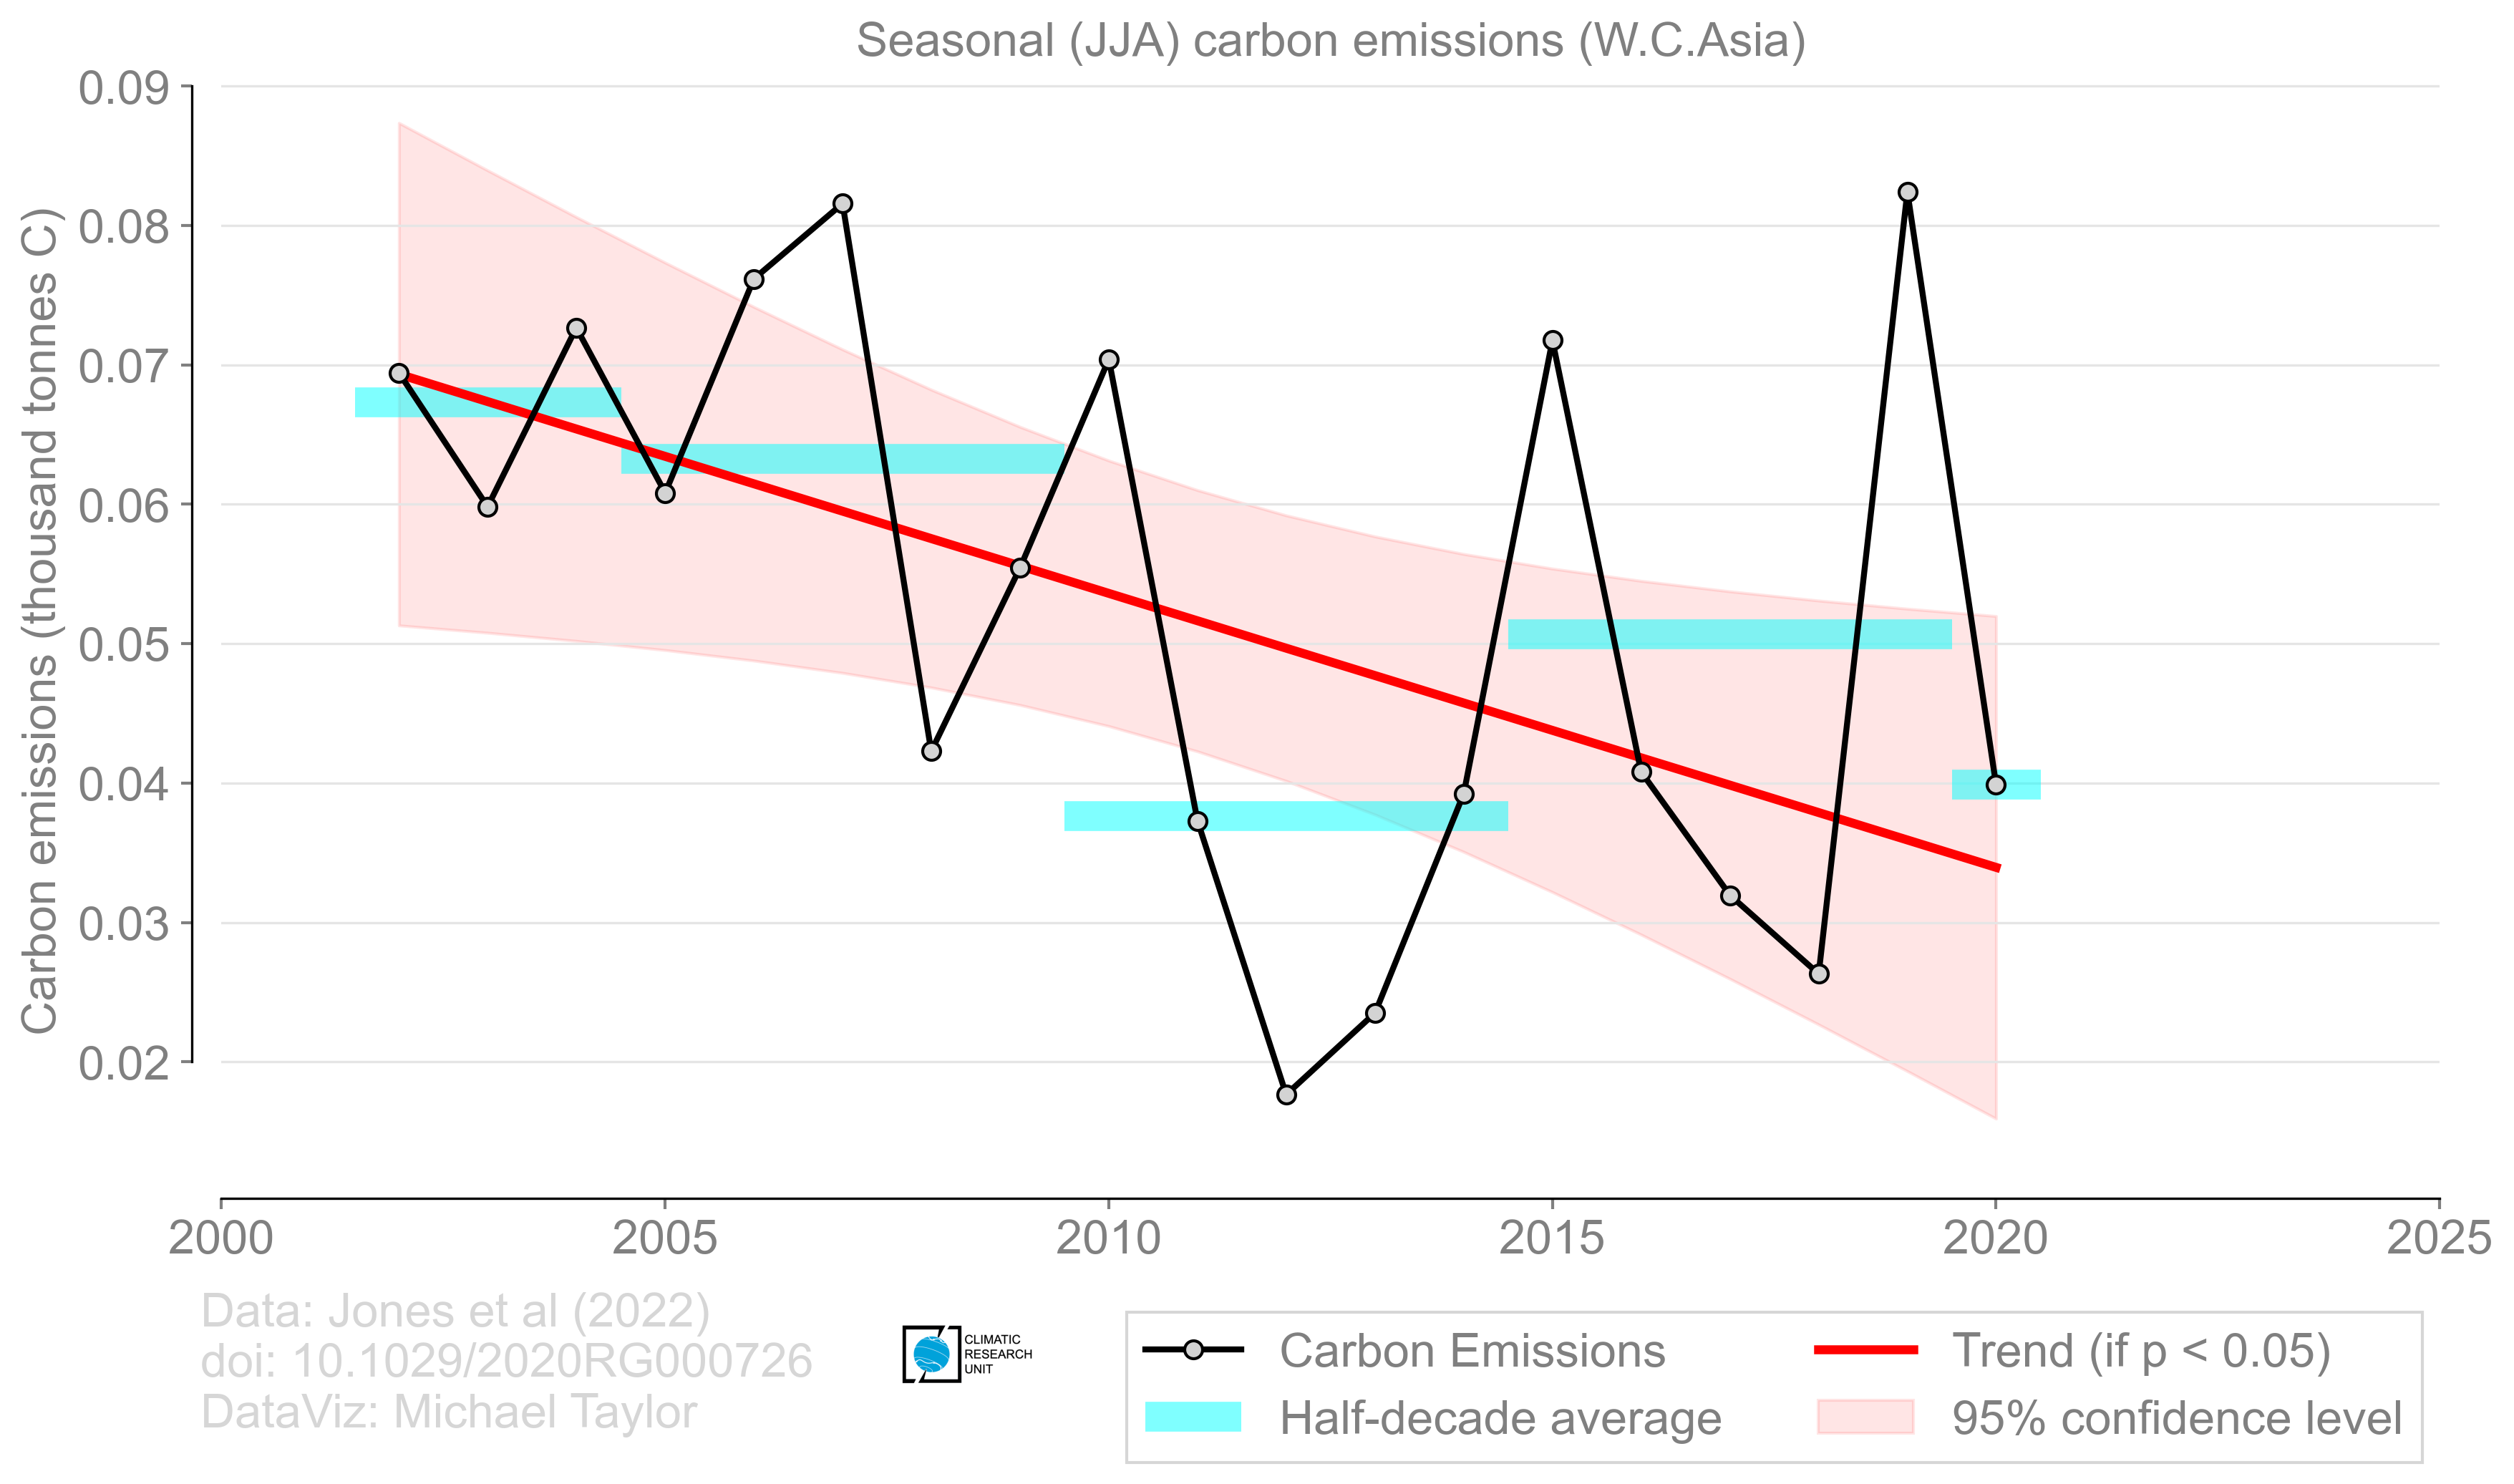 Seasonal (JJA) carbon emissions (W.C.Asia)
Carbon emissions (thousand tonnes C)
0.09
0.08
0.07
0.06
0.05
0.04
0.03
0.02
2000 2005 2010 2015 2020 2025
Data: Jones et al (2022)
doi: 10.1029/2020RG000726
DataViz: Michael Taylor
CLIMATIC
RESEARCH
UNIT
Carbon Emissions
Half-decade average
Trend (if p < 0.05)
95% confidence level